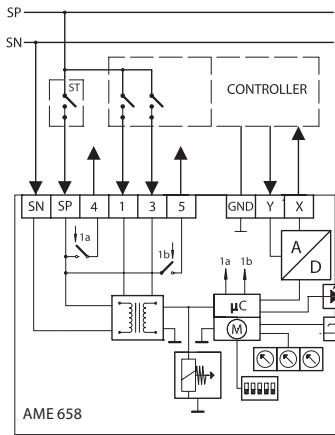 SP
SN
ST
CONTROLLER
SN SP 4 1 3 5 GND Y X
1a
1b
1a 1b
A
D
µC
M
AME 658